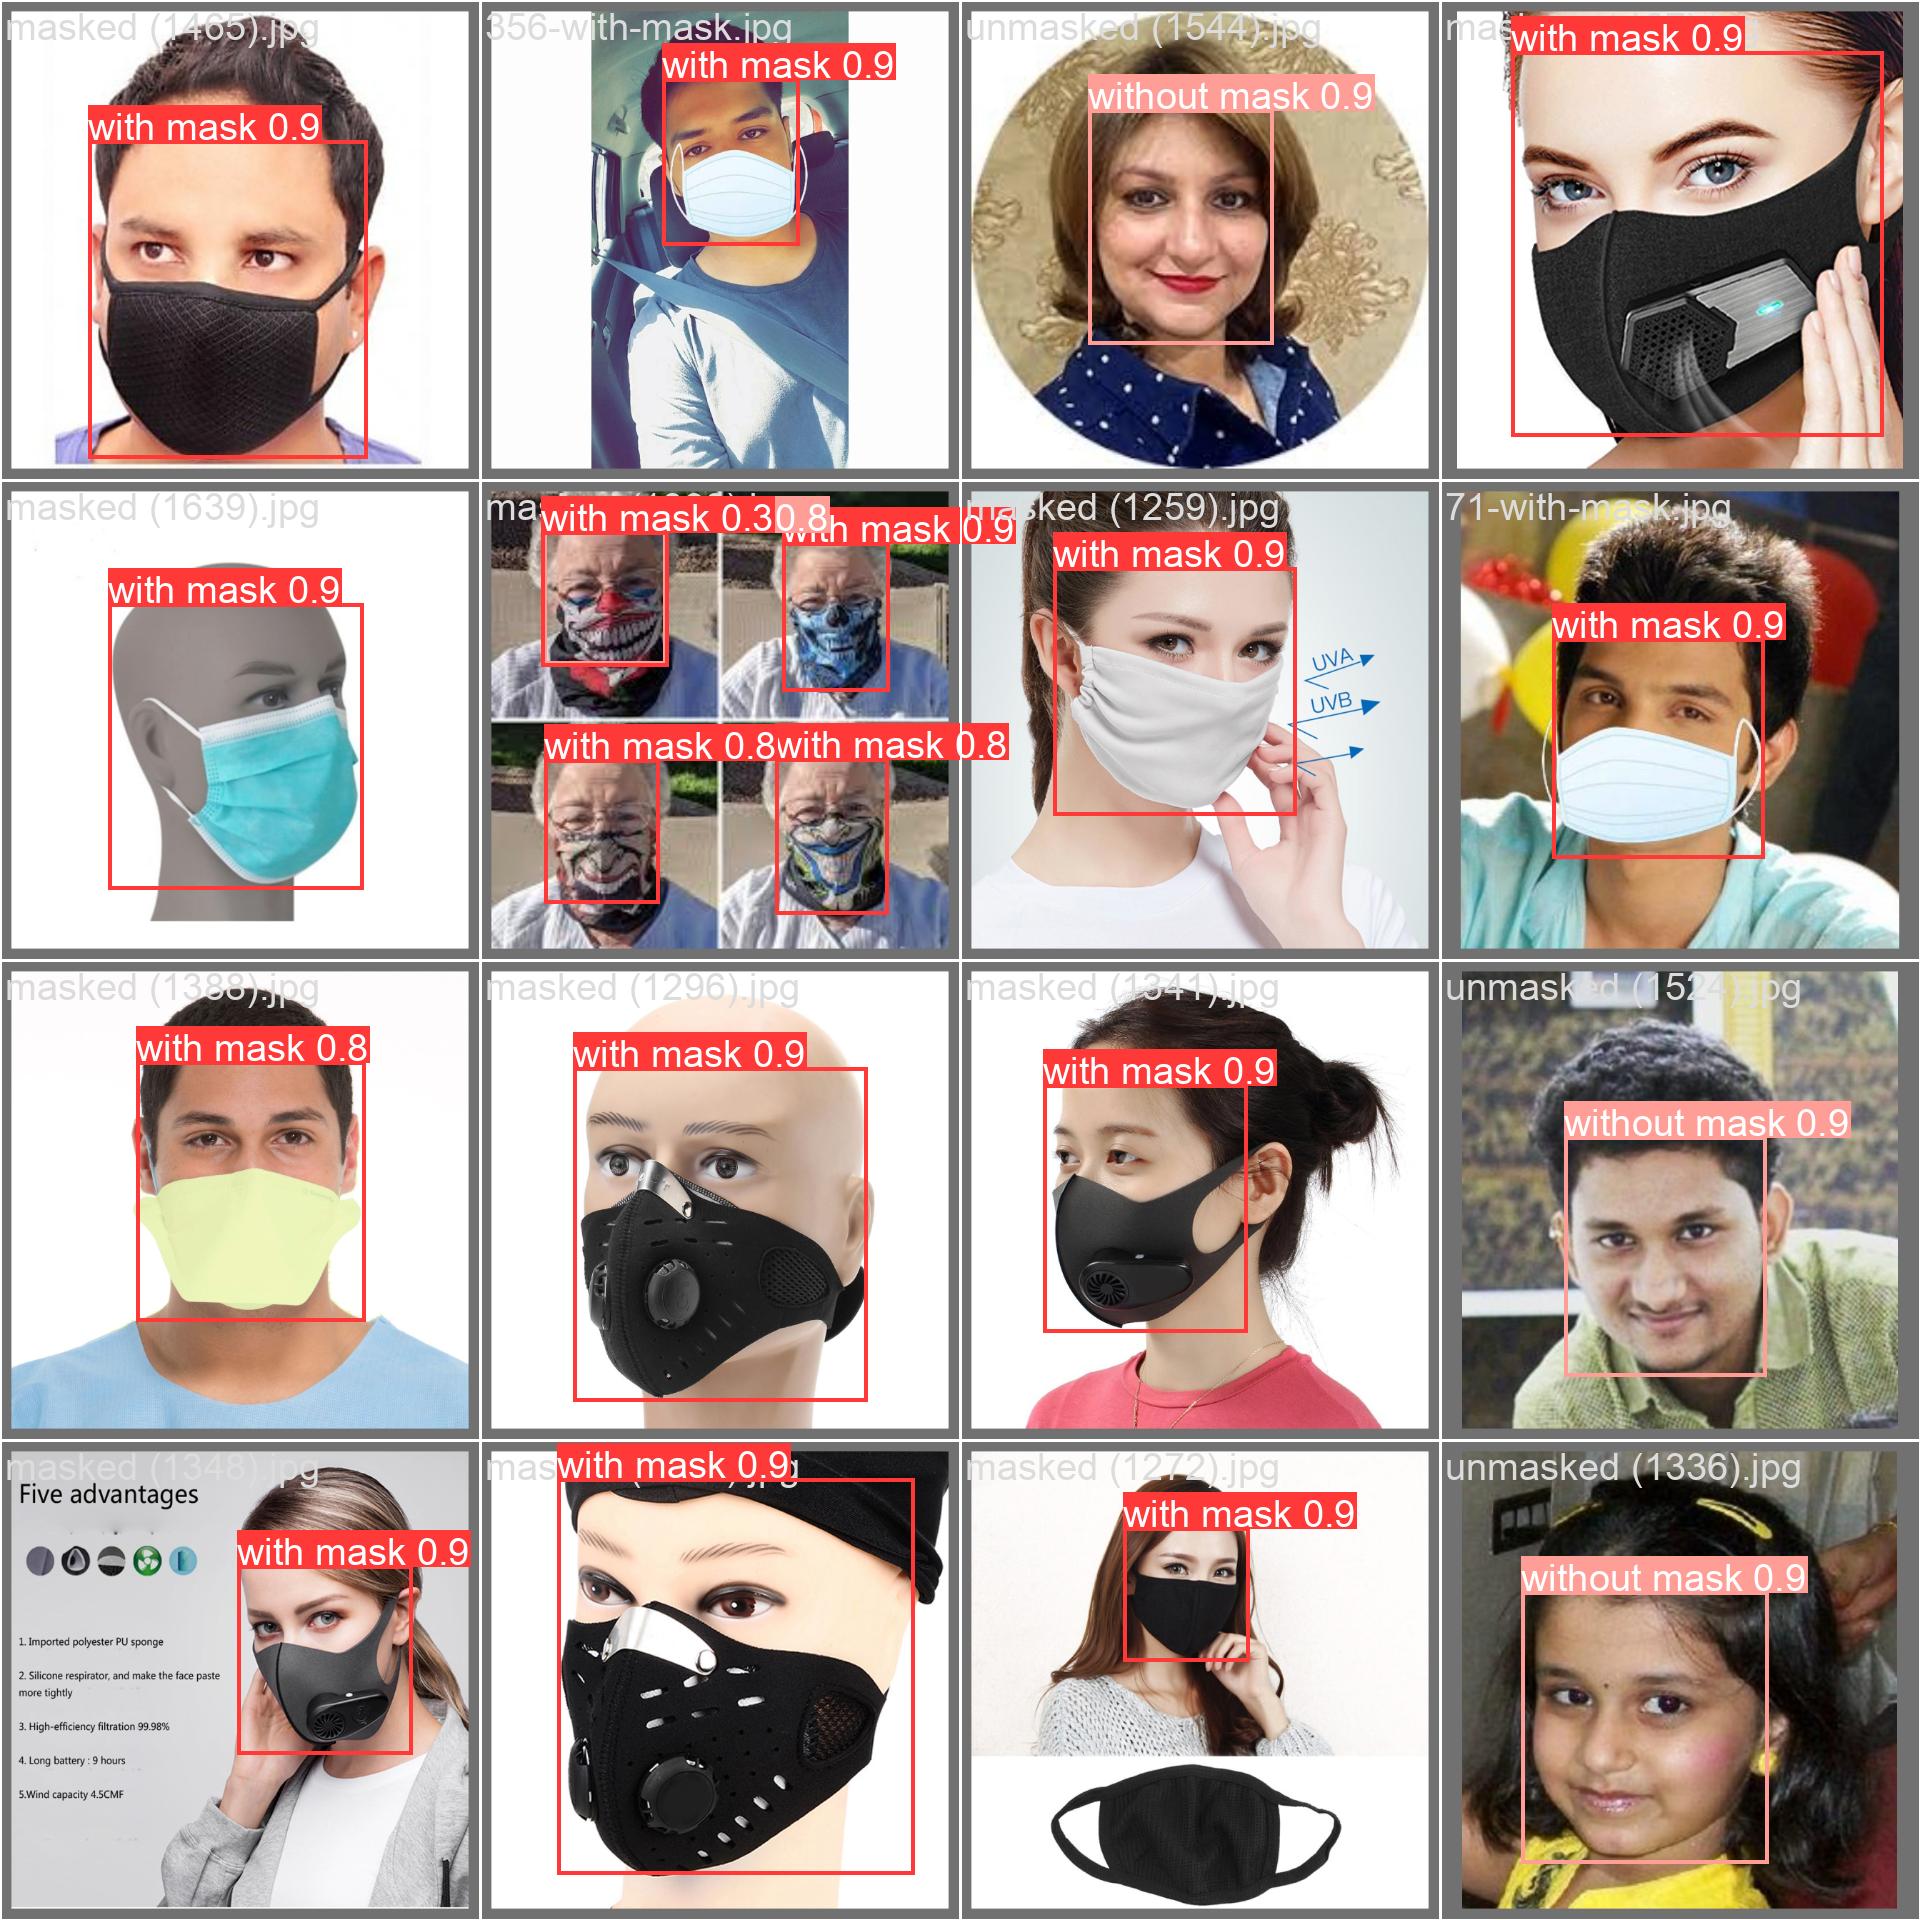 masked (1465).jpg
with mask 0.9
356-with-mask.jpg
with mask 0.9
unmasked (1544).jpg
without mask 0.9
with mask 0.9
masked (1639).jpg
with mask 0.9
with mask 0.3
0.8
with mask 0.9
with mask 0.8
with mask 0.8
masked (1259).jpg
with mask 0.9
UVA
UVB
71-with-mask.jpg
with mask 0.9
masked (1388).jpg
with mask 0.8
masked (1296).jpg
with mask 0.9
masked (1341).jpg
with mask 0.9
unmasked (1524).jpg
without mask 0.9
masked (1348).jpg
Five advantages
with mask 0.9
1. Imported polyester PU sponge
2. Silicone respirator, and make the face paste
more tightly
3. High-efficiency filtration 99.98%
4. Long battery : 9 hours
5.Wind capacity 4.5CMF
with mask 0.9
masked (1272).jpg
with mask 0.9
unmasked (1336).jpg
without mask 0.9